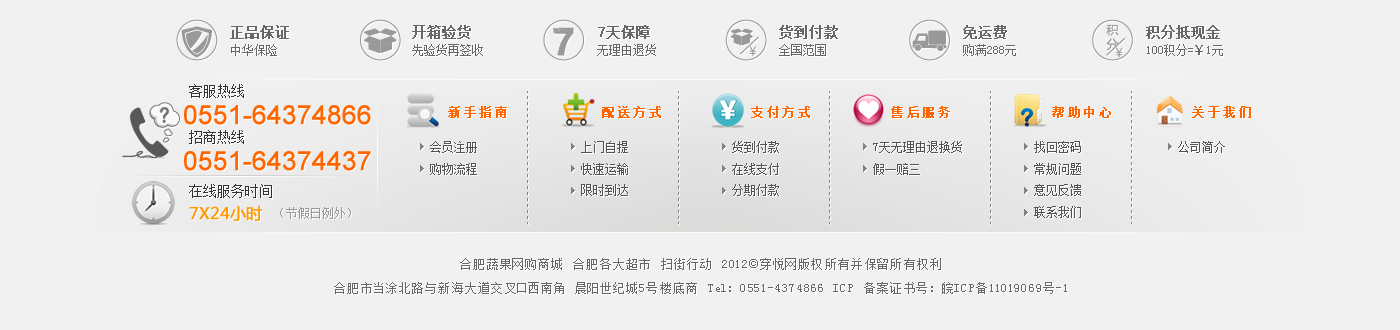 正品保证
中华保险
开箱验货
先验货再签收
7
7天保障
无理由退货
¥
货到付款
全国范围
免运费
购满288元
积分
¥
积分抵现金
100积分=¥1元
?
客服热线
0551-64374866
招商热线
0551-64374437
在线服务时间
7X24小时 （节假日例外）
新手指南
会员注册
购物流程
配送方式
上门自提
快速运输
限时到达
¥
支付方式
货到付款
在线支付
分期付款
售后服务
7天无理由退换货
假一赔三
?
帮助中心
找回密码
常规问题
意见反馈
联系我们
关于我们
公司简介
合肥蔬果网购商城 合肥各大超市 扫街行动 2012©穿悦网版权所有并保留所有权利
合肥市当涂北路与新海大道交叉口西南角 晨阳世纪城5号楼底商 Tel: 0551-4374866 ICP 备案证书号: 皖ICP备11019069号-1